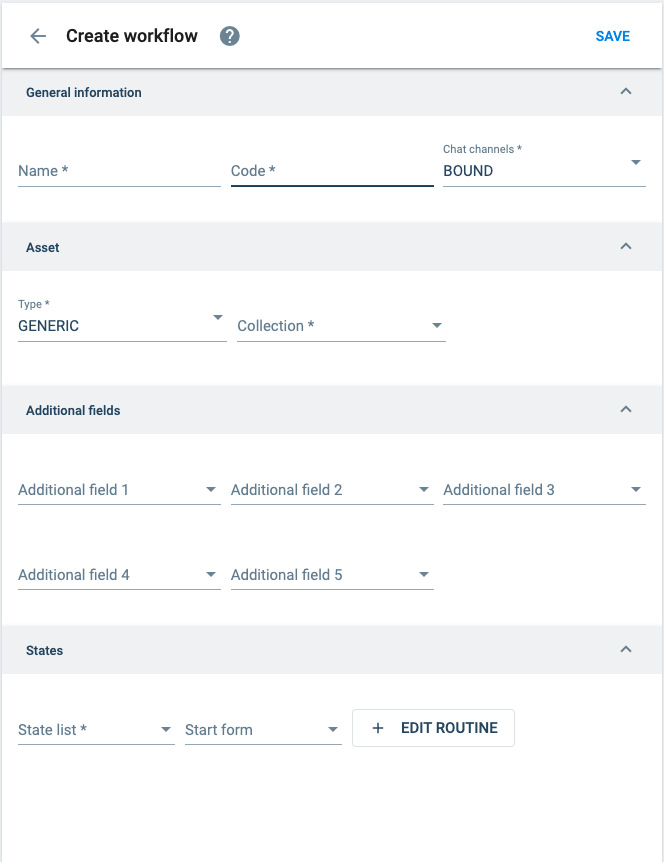 Create workflow ? SAVE
General information
Chat channels *
Name * Code * BOUND
Asset
Type *
GENERIC Collection *
Additional fields
Additional field 1 Additional field 2 Additional field 3
Additional field 4 Additional field 5
States
State list * Start form + EDIT ROUTINE